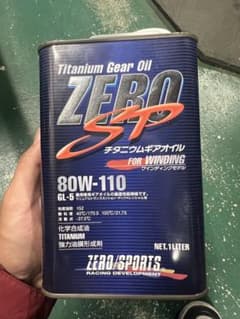 Titanium Gear Oil
ZERO
SP
チタニウムギアオイル
FOR WINDING
ワインディングモデル
80W-110
GL-5
化学合成油
TITANIUM
強力油膜形成剤
NET.1LITER
ZERO/SPORTS
RACING DEVELOPMENT